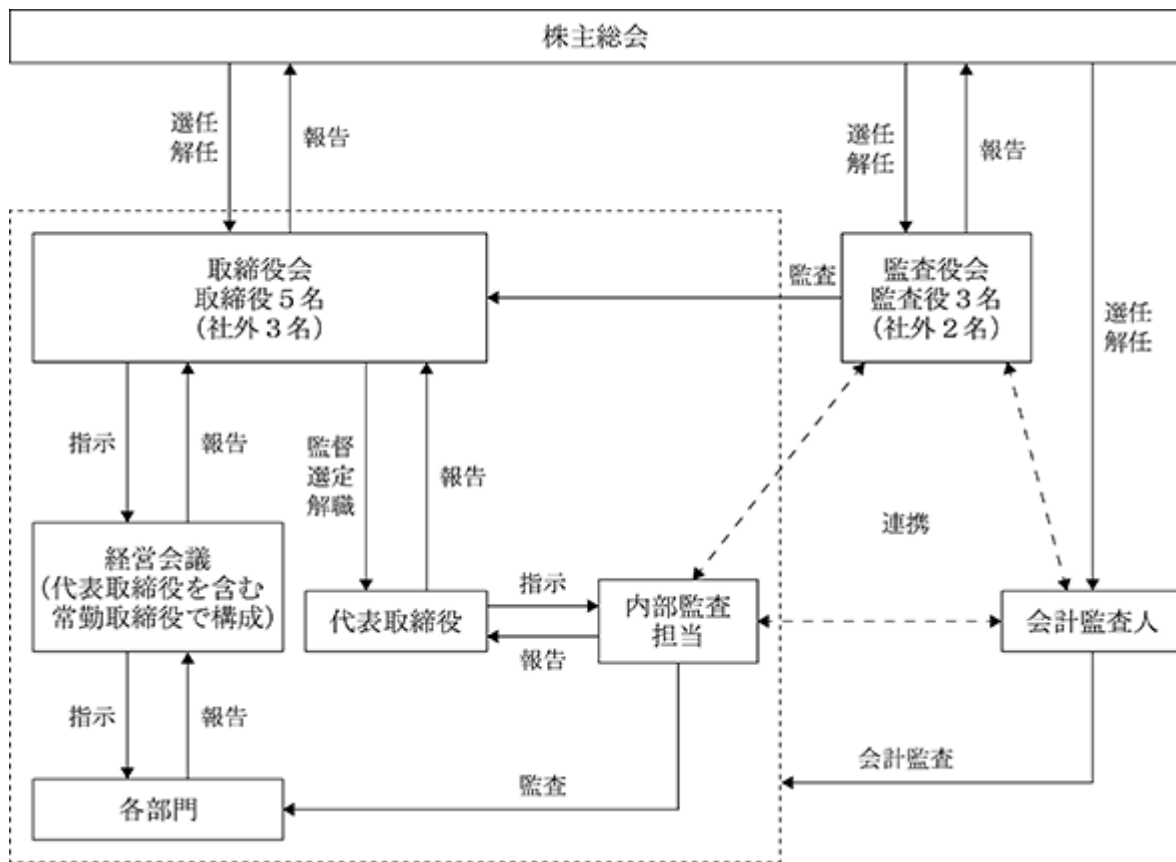 株主総会
選任
解任
報告
選任
解任
報告
選任
解任
取締役会
取締役5名
(社外3名)
監査
監査役会
監査役3名
(社外2名)
指示
報告
監督
選定
解職
報告
連携
経営会議
(代表取締役を含む
常勤取締役で構成)
代表取締役
指示
報告
内部監査
担当
会計監査人
指示
報告
監査
会計監査
各部門